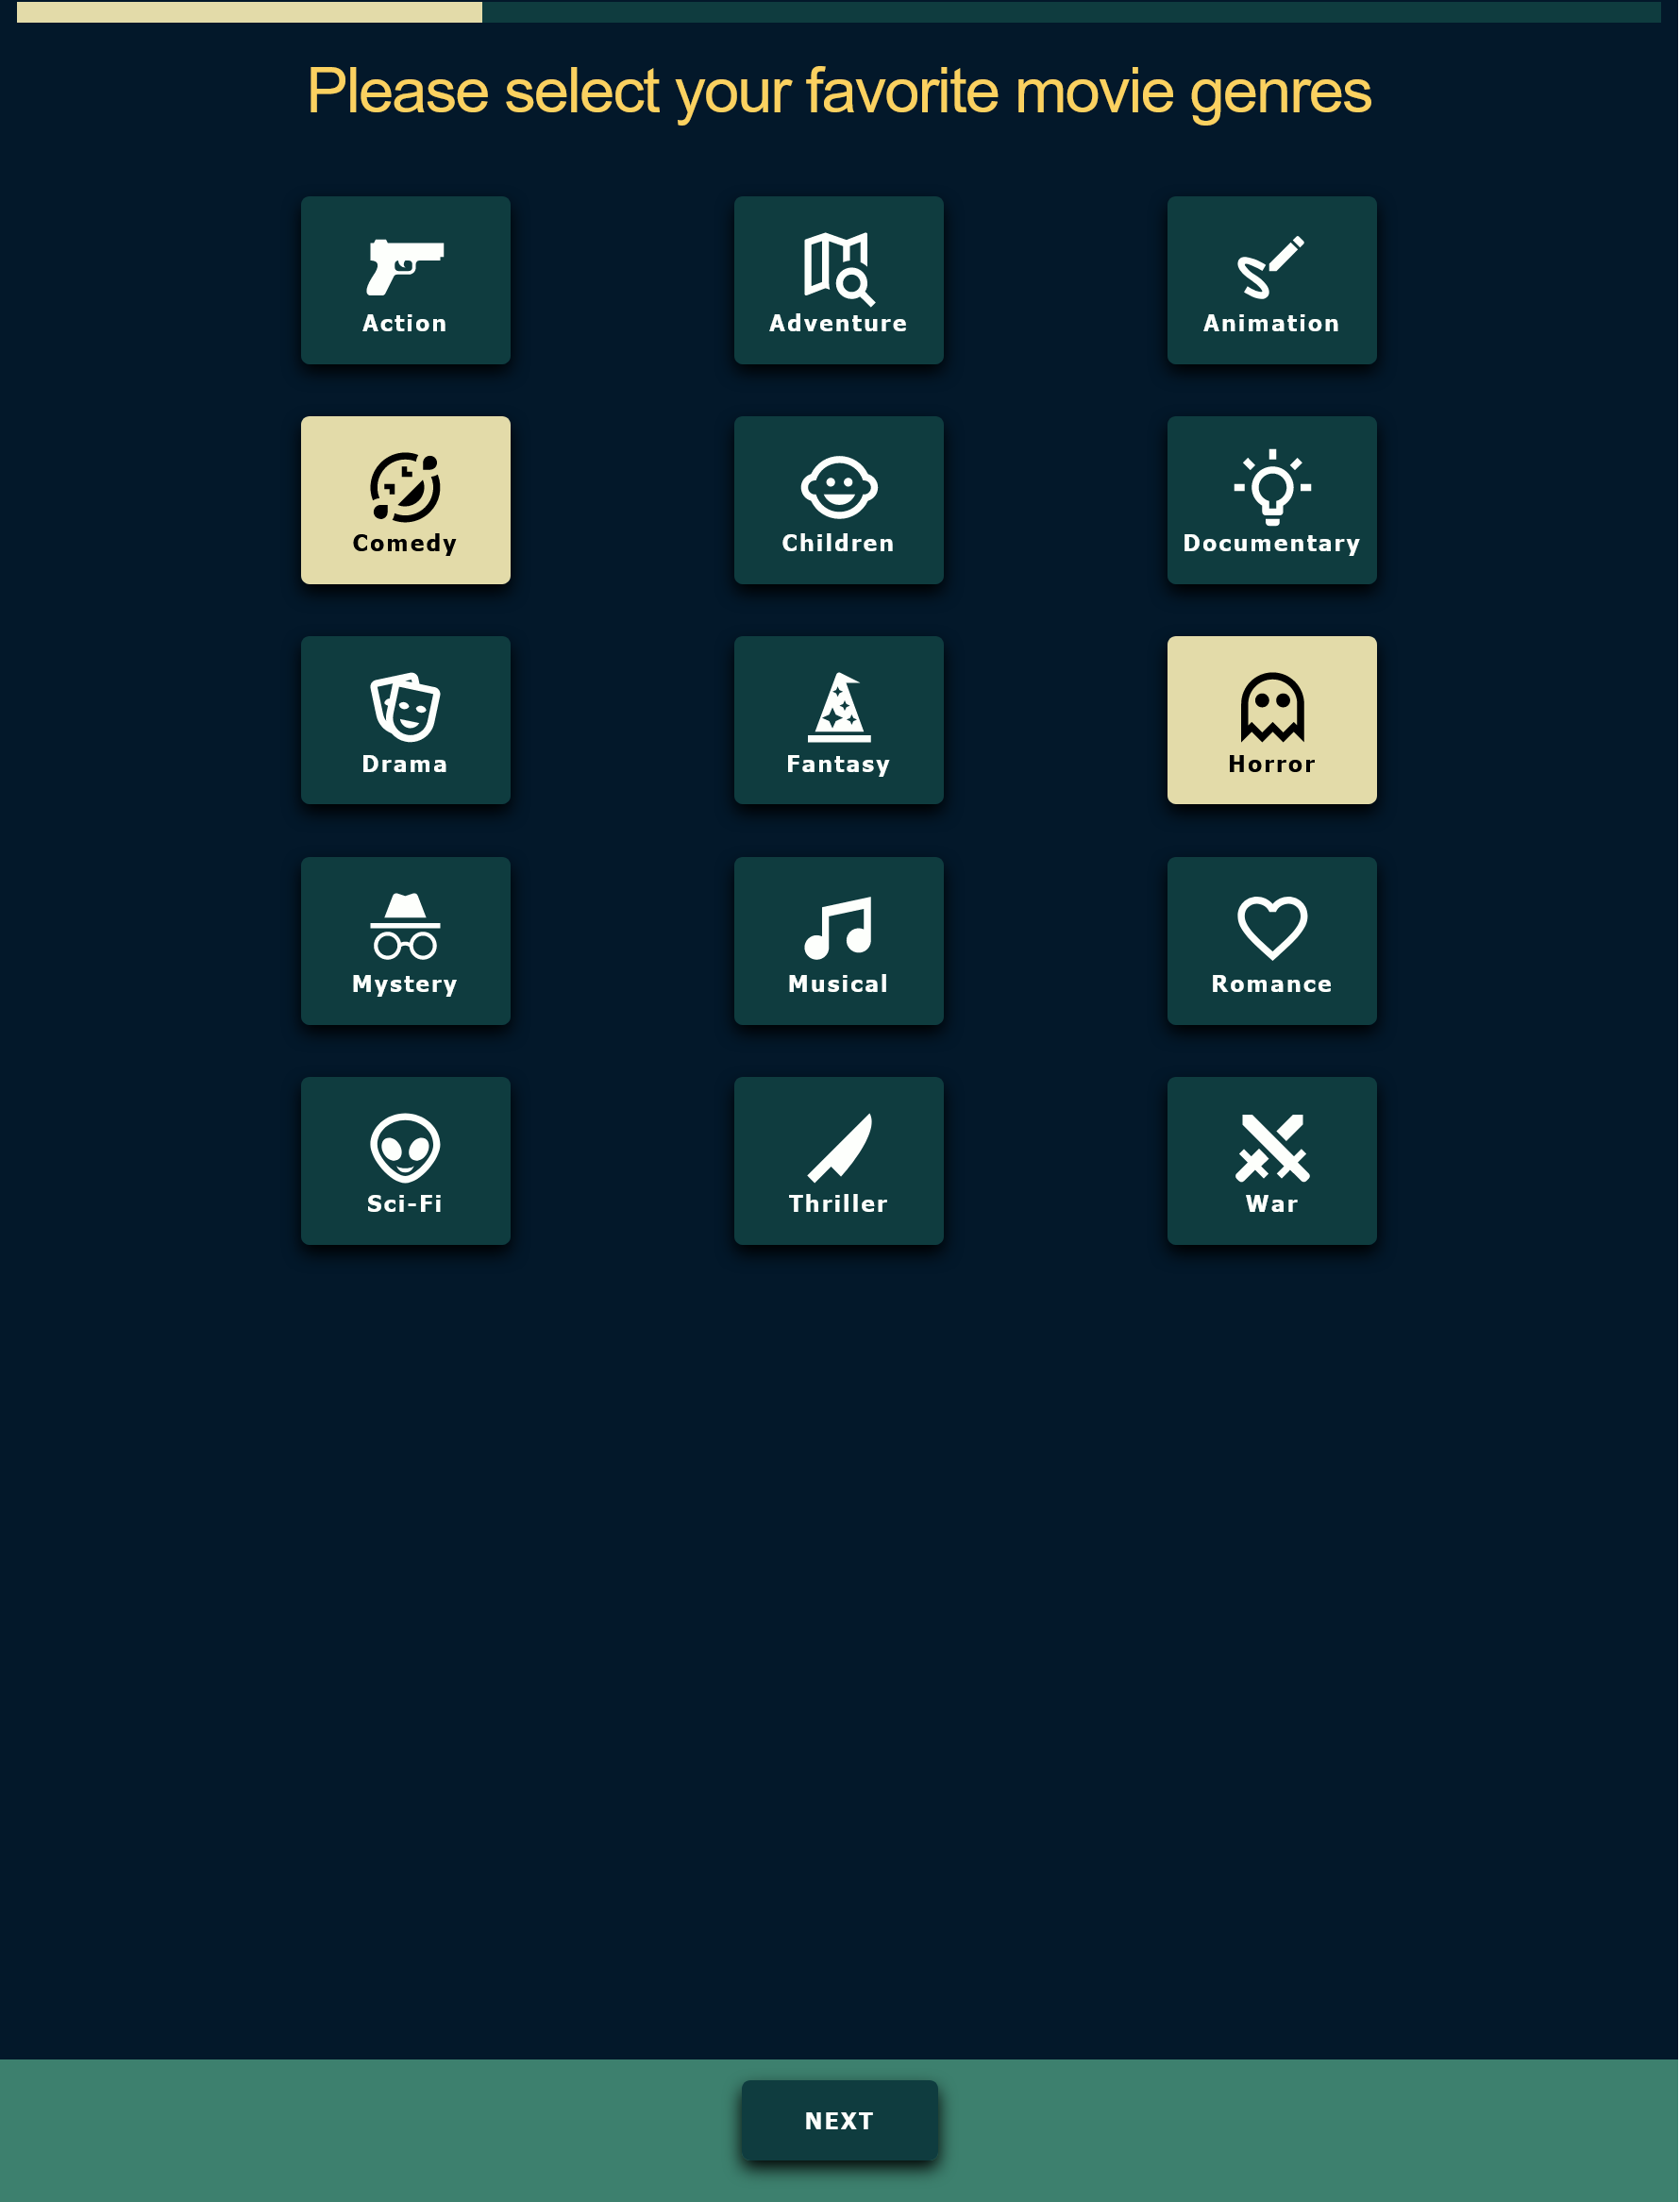 Please select your favorite movie genres
Action
Adventure
Animation
Comedy
Children
Documentary
Drama
Fantasy
Horror
Mystery
Musical
Romance
Sci-Fi
Thriller
War
NEXT